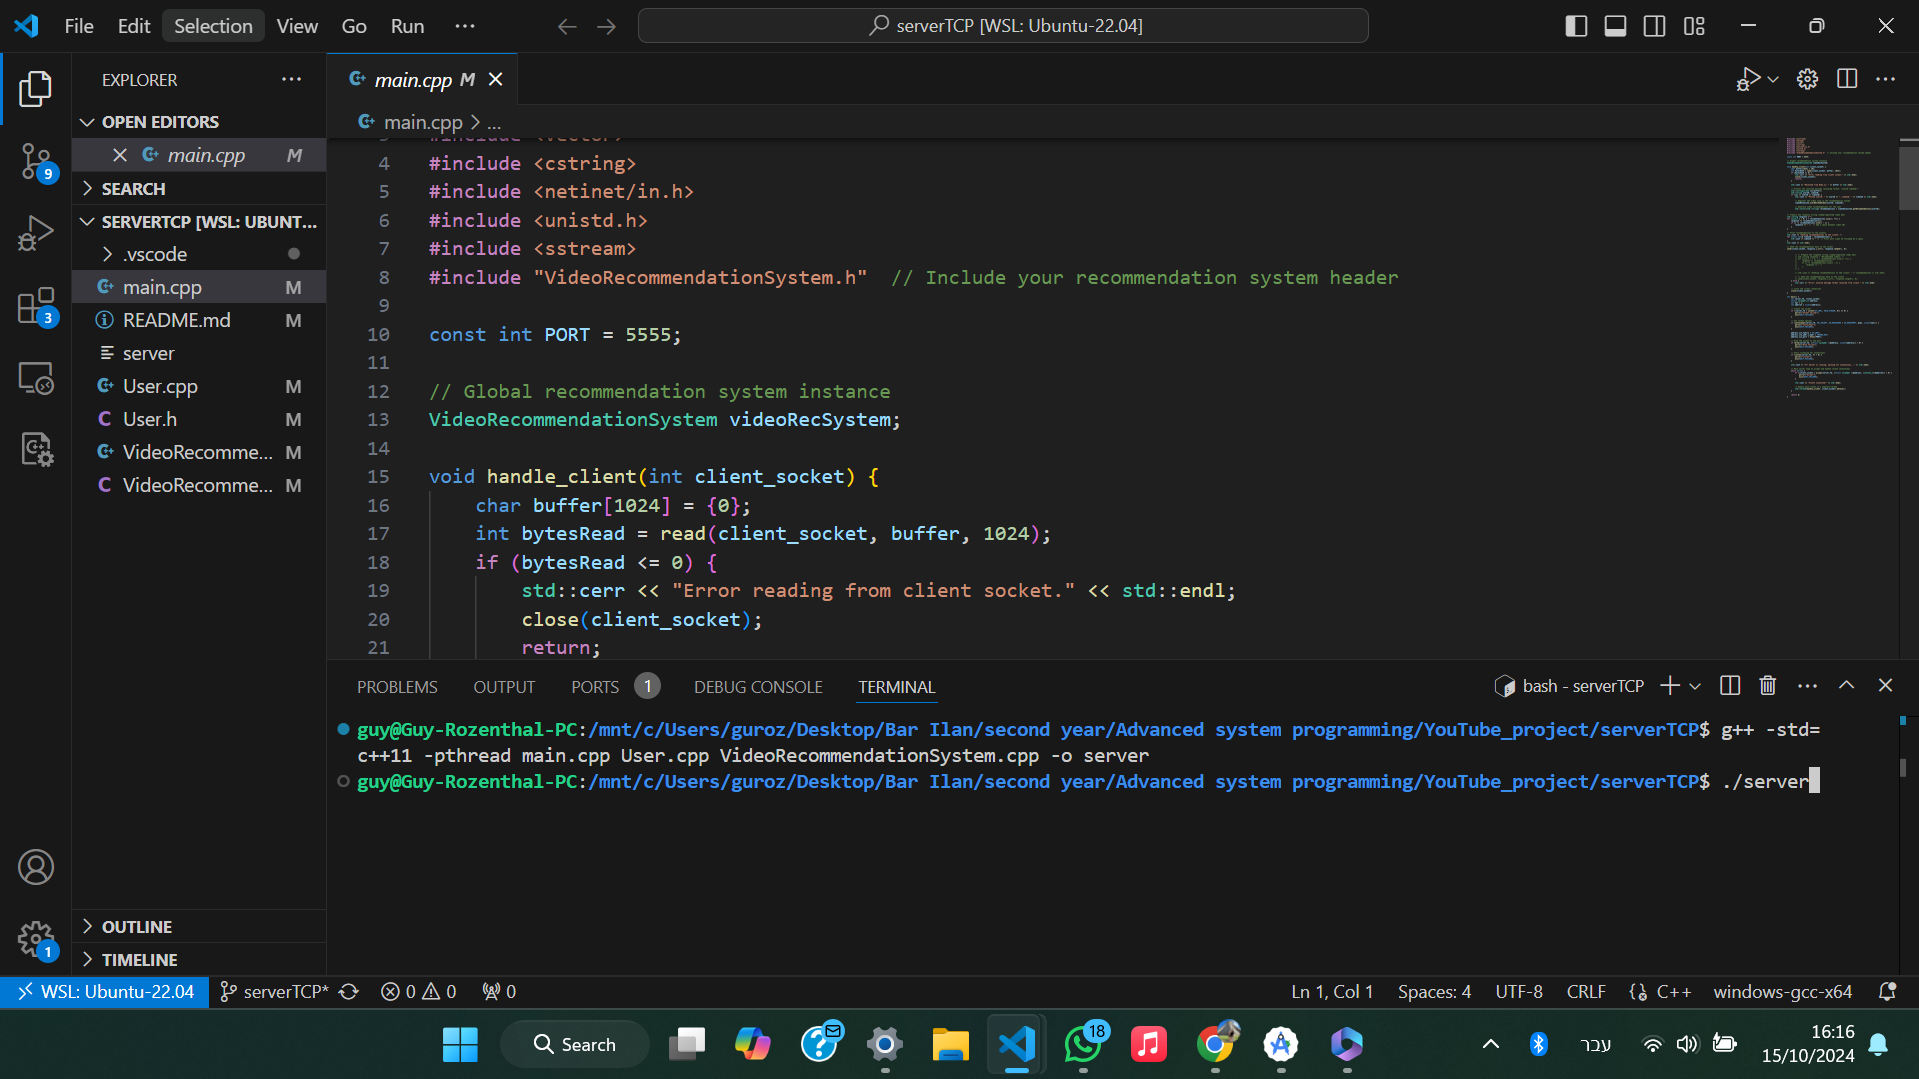 File Edit Selection View Go Run ...
serverTCP [WSL: Ubuntu-22.04]
EXPLORER
OPEN EDITORS
main.cpp M
SEARCH
SERVERTCP [WSL: UBUNT...
.vscode
main.cpp M
README.md M
server
User.cpp M
User.h M
VideoRecomme... M
VideoRecomme... M
OUTLINE
TIMELINE
9
3
1
main.cpp M
main.cpp > ...
4 #include <cstring>
5 #include <netinet/in.h>
6 #include <unistd.h>
7 #include <sstream>
8 #include "VideoRecommendationSystem.h"  // Include your recommendation system header
9
10 const int PORT = 5555;
11
12 // Global recommendation system instance
13 VideoRecommendationSystem videoRecSystem;
14
15 void handle_client(int client_socket) {
16     char buffer[1024] = {0};
17     int bytesRead = read(client_socket, buffer, 1024);
18     if (bytesRead <= 0) {
19         std::cerr << "Error reading from client socket." << std::endl;
20         close(client_socket);
21         return;
PROBLEMS OUTPUT PORTS 1 DEBUG CONSOLE TERMINAL
bash - serverTCP
guy@Guy-Rozenthal-PC:/mnt/c/Users/guroz/Desktop/Bar Ilan/second year/Advanced system programming/YouTube_project/serverTCP$ g++ -std=
c++11 -pthread main.cpp User.cpp VideoRecommendationSystem.cpp -o server
guy@Guy-Rozenthal-PC:/mnt/c/Users/guroz/Desktop/Bar Ilan/second year/Advanced system programming/YouTube_project/serverTCP$ ./server
WSL: Ubuntu-22.04 serverTCP* 0 0 0
Ln 1, Col 1 Spaces: 4 UTF-8 CRLF C++ windows-gcc-x64
Search
18
עבר
16:16
15/10/2024